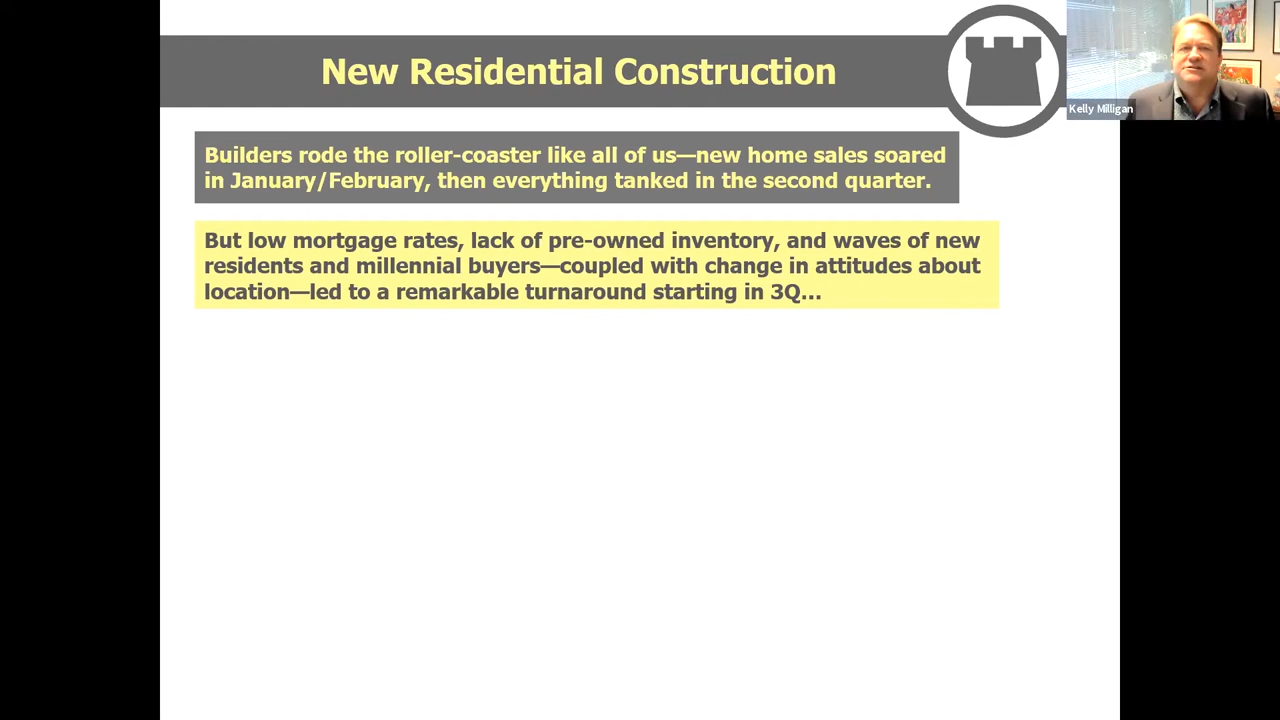 New Residential Construction
Kelly Milligan
Builders rode the roller-coaster like all of us—new home sales soared
in January/February, then everything tanked in the second quarter.
But low mortgage rates, lack of pre-owned inventory, and waves of new
residents and millennial buyers—coupled with change in attitudes about
location—led to a remarkable turnaround starting in 3Q...